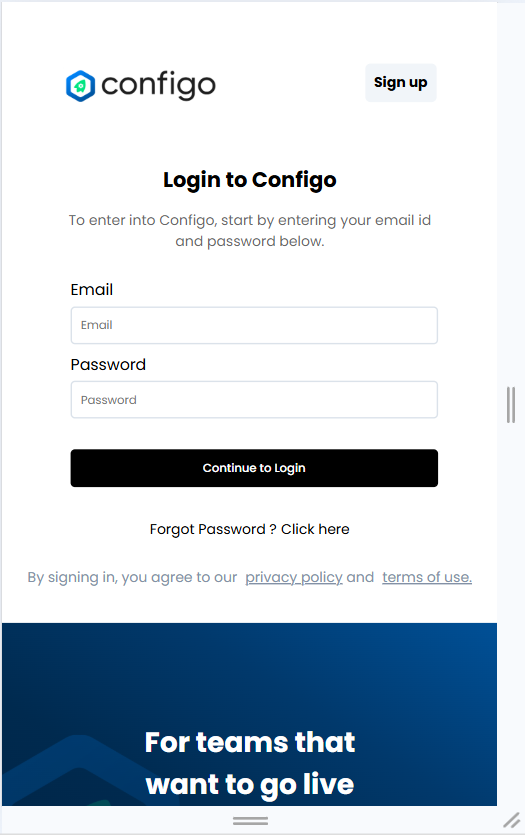 configo
Sign up
Login to Configo
To enter into Configo, start by entering your email id
and password below.
Email
Email
Password
Password
Continue to Login
Forgot Password ? Click here
By signing in, you agree to our privacy policy and terms of use.
For teams that
want to go live